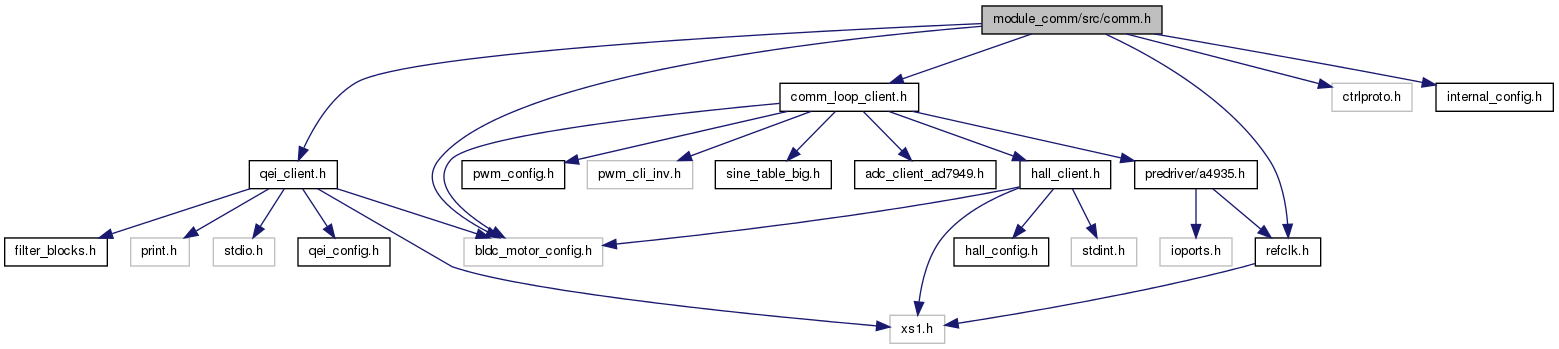 module_comm/src/comm.h
comm_loop_client.h
ctrlproto.h
internal_config.h
qei_client.h
pwm_config.h
pwm_cli_inv.h
sine_table_big.h
adc_client_ad7949.h
hall_client.h
predriver/a4935.h
filter_blocks.h
print.h
stdio.h
qei_config.h
bldc_motor_config.h
hall_config.h
stdint.h
ioports.h
refclk.h
xs1.h